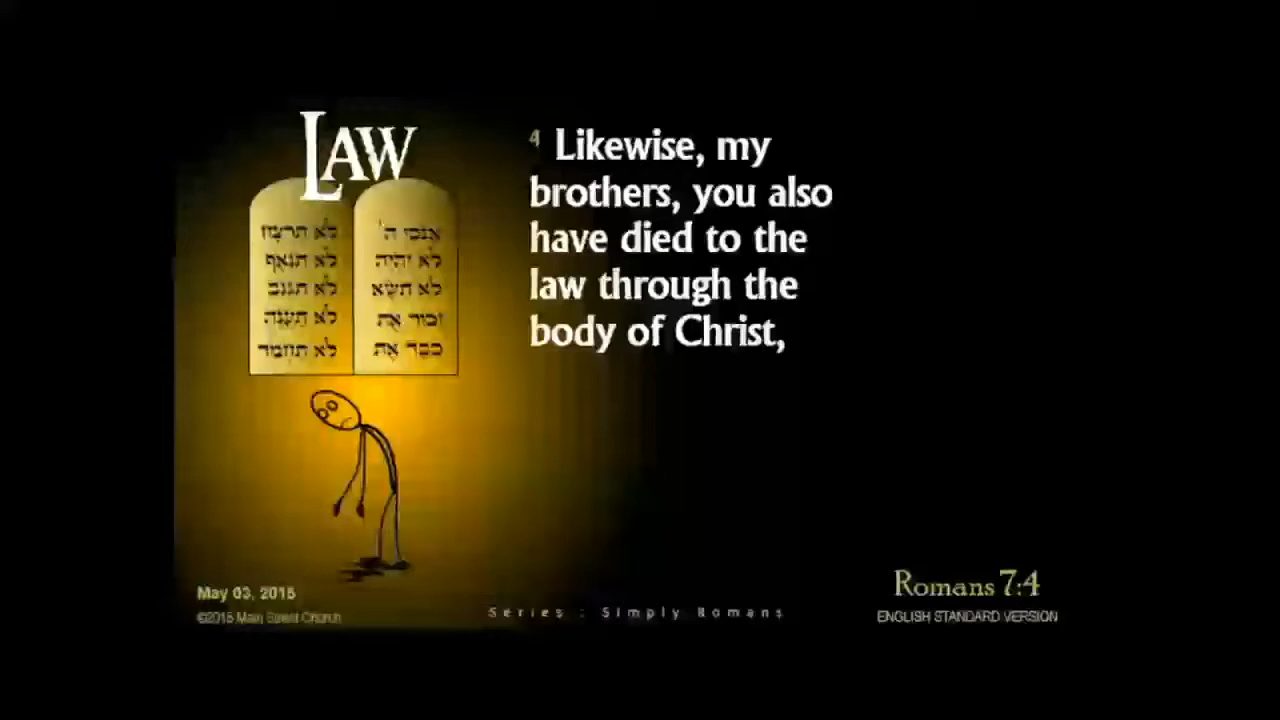 LAW
אנכי ה'
לא יהיה
לא תשא
זכור את
כבד את
לא תרצח
לא תנאף
לא תגנב
לא תענה
לא תחמד
4 Likewise, my
brothers, you also
have died to the
law through the
body of Christ,
May 03, 2015
©2015 Main Street Church
Series : Simply Romans
Romans 7:4
ENGLISH STANDARD VERSION